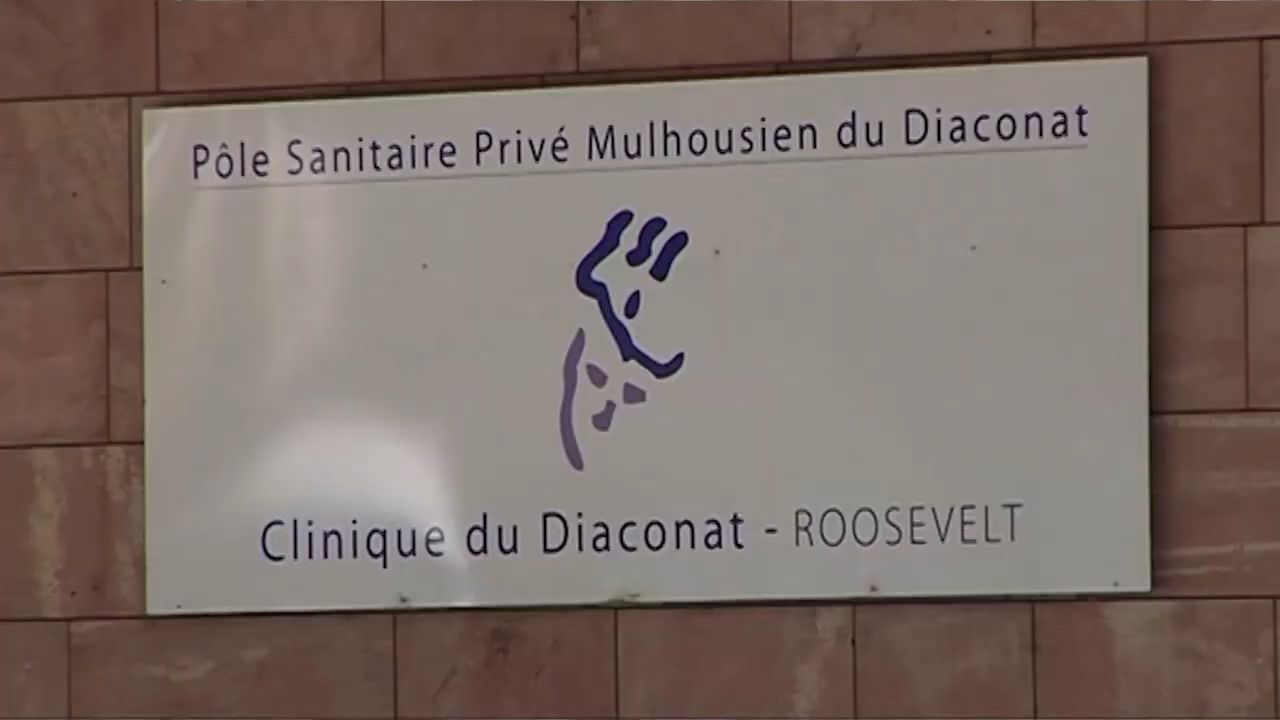 Pôle Sanitaire Privé Mulhousien du Diaconat
Clinique du Diaconat - ROOSEVELT